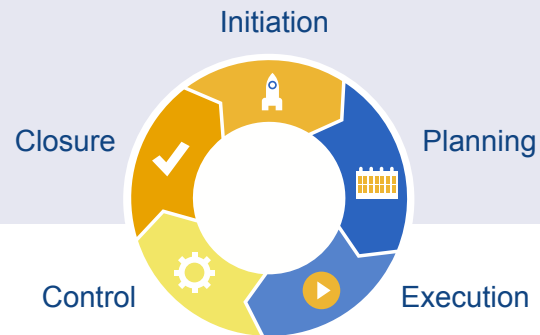 Initiation
Closure
Planning
Control
Execution